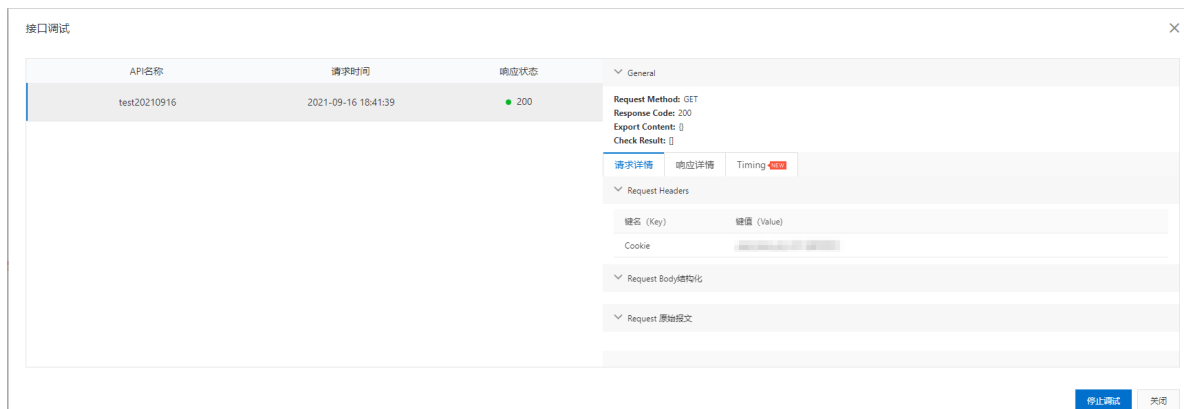 接口调试
API名称 请求时间 响应状态
test20210916 2021-09-16 18:41:39 200
General
Request Method: GET
Response Code: 200
Export Content: {}
Check Result: []
请求详情 响应详情 Timing NEW
Request Headers
键名 (Key) 键值 (Value)
Cookie
Request Body结构化
Request 原始报文
停止调试 关闭